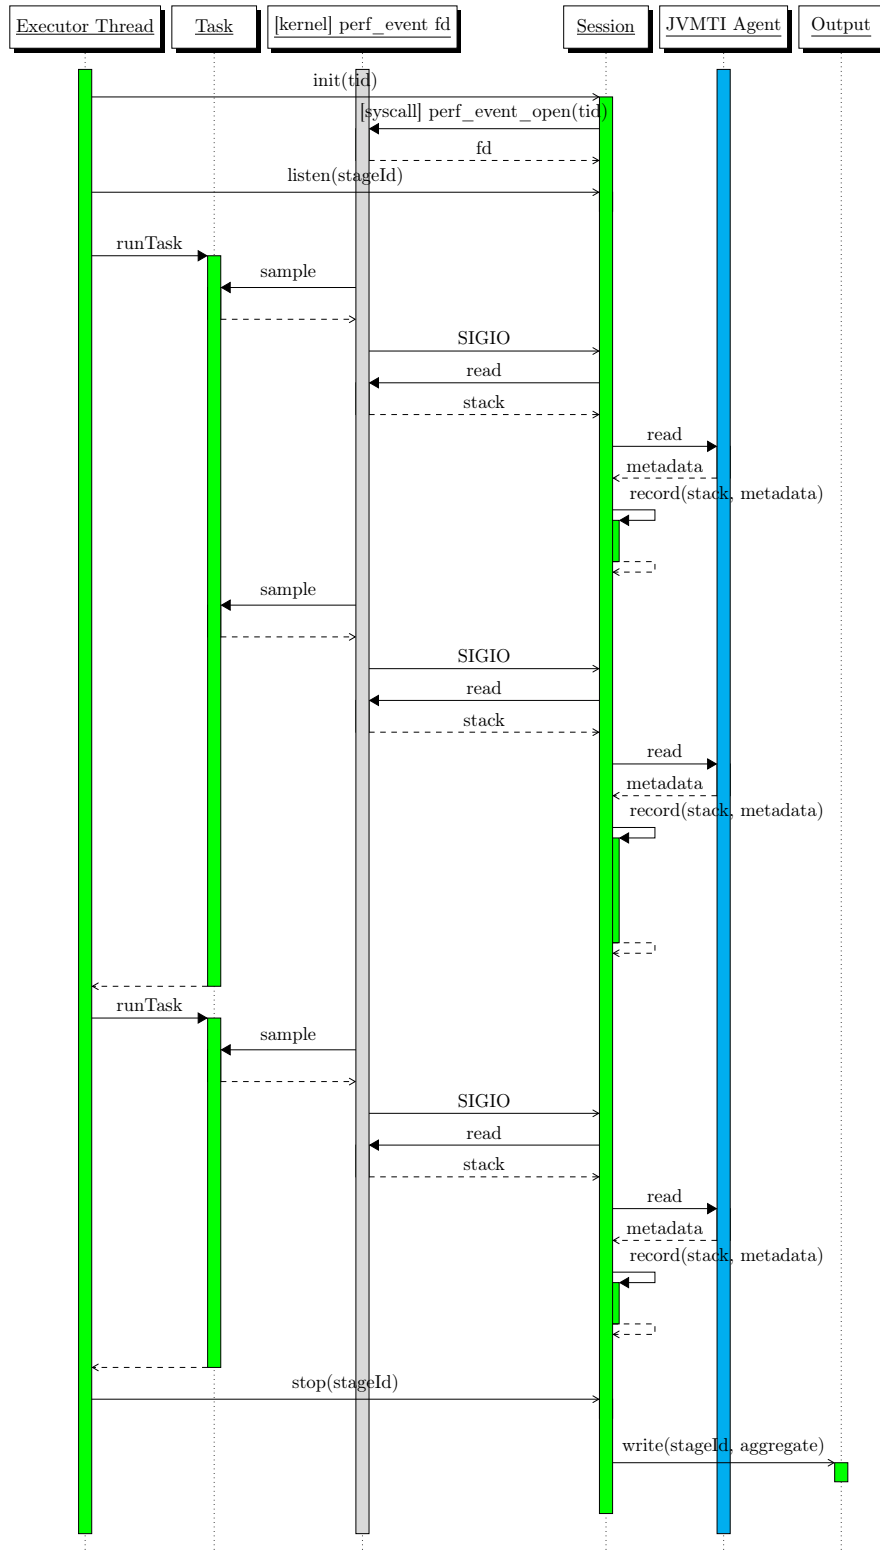 Executor Thread
Task
[kernel] perf_event fd
Session
JVMTI Agent
Output
init(tid)
[syscall] perf_event_open(tid)
fd
listen(stageId)
runTask
sample
SIGIO
read
stack
read
metadata
record(stack, metadata)
sample
SIGIO
read
stack
read
metadata
record(stack, metadata)
runTask
sample
SIGIO
read
stack
read
metadata
record(stack, metadata)
stop(stageId)
write(stageId, aggregate)